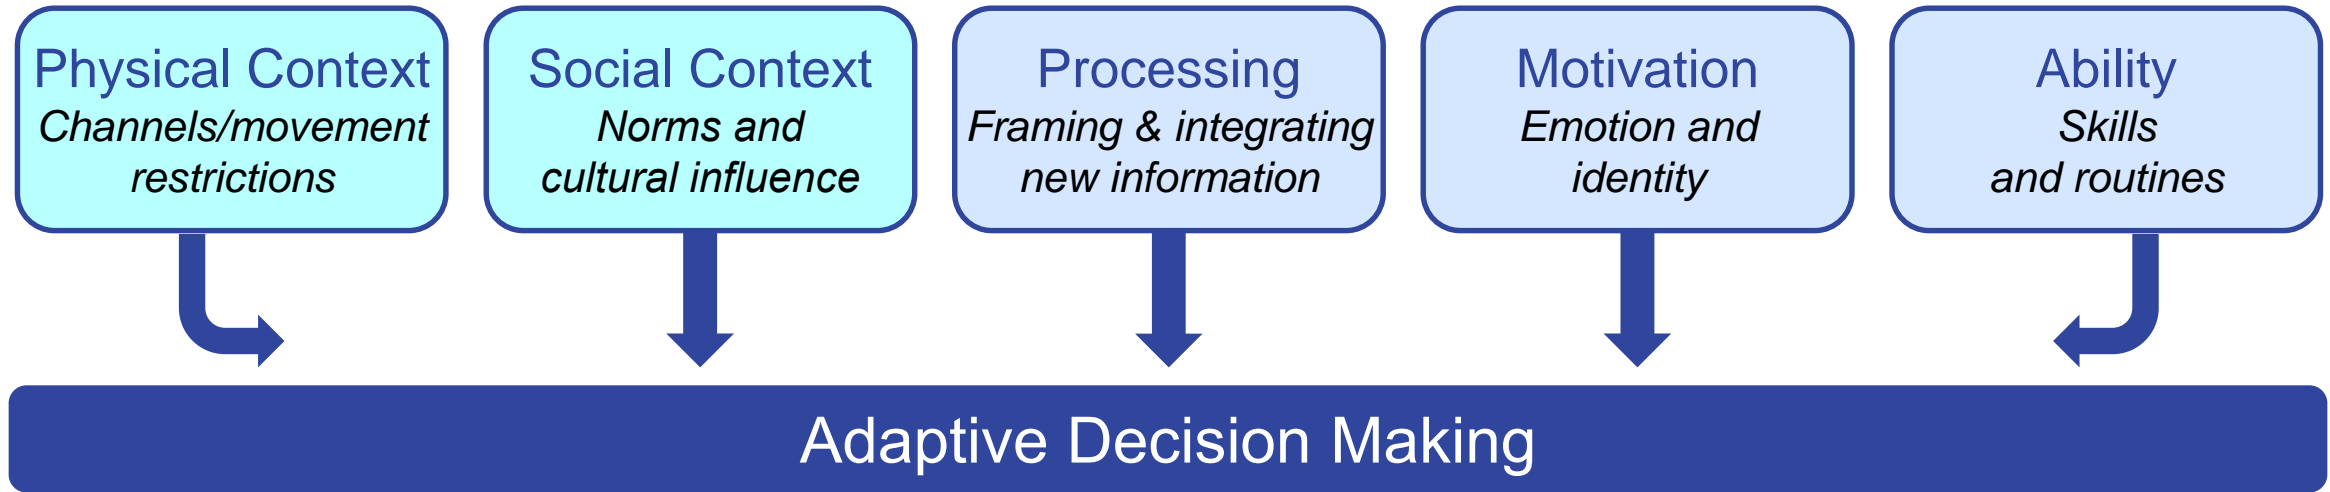 Physical Context
Channels/movement
restrictions
Social Context
Norms and
cultural influence
Processing
Framing & integrating
new information
Motivation
Emotion and
identity
Ability
Skills
and routines
Adaptive Decision Making